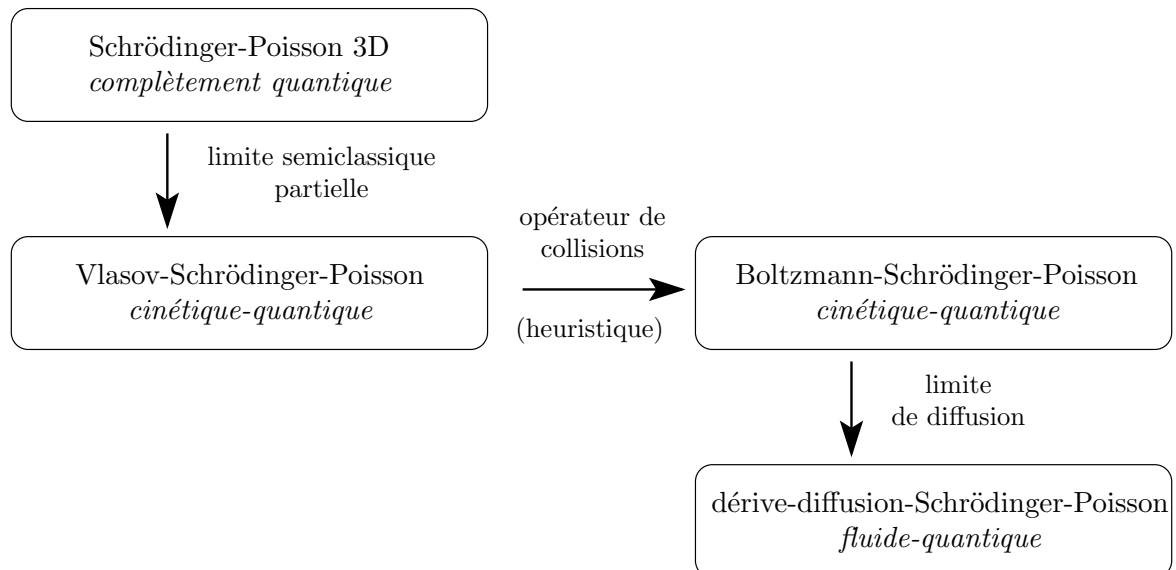 Schrödinger-Poisson 3D
complètement quantique
limite semiclassique
partielle
Vlasov-Schrödinger-Poisson
cinétique-quantique
opérateur de
collisions
(heuristique)
Boltzmann-Schrödinger-Poisson
cinétique-quantique
limite
de diffusion
dérive-diffusion-Schrödinger-Poisson
fluide-quantique